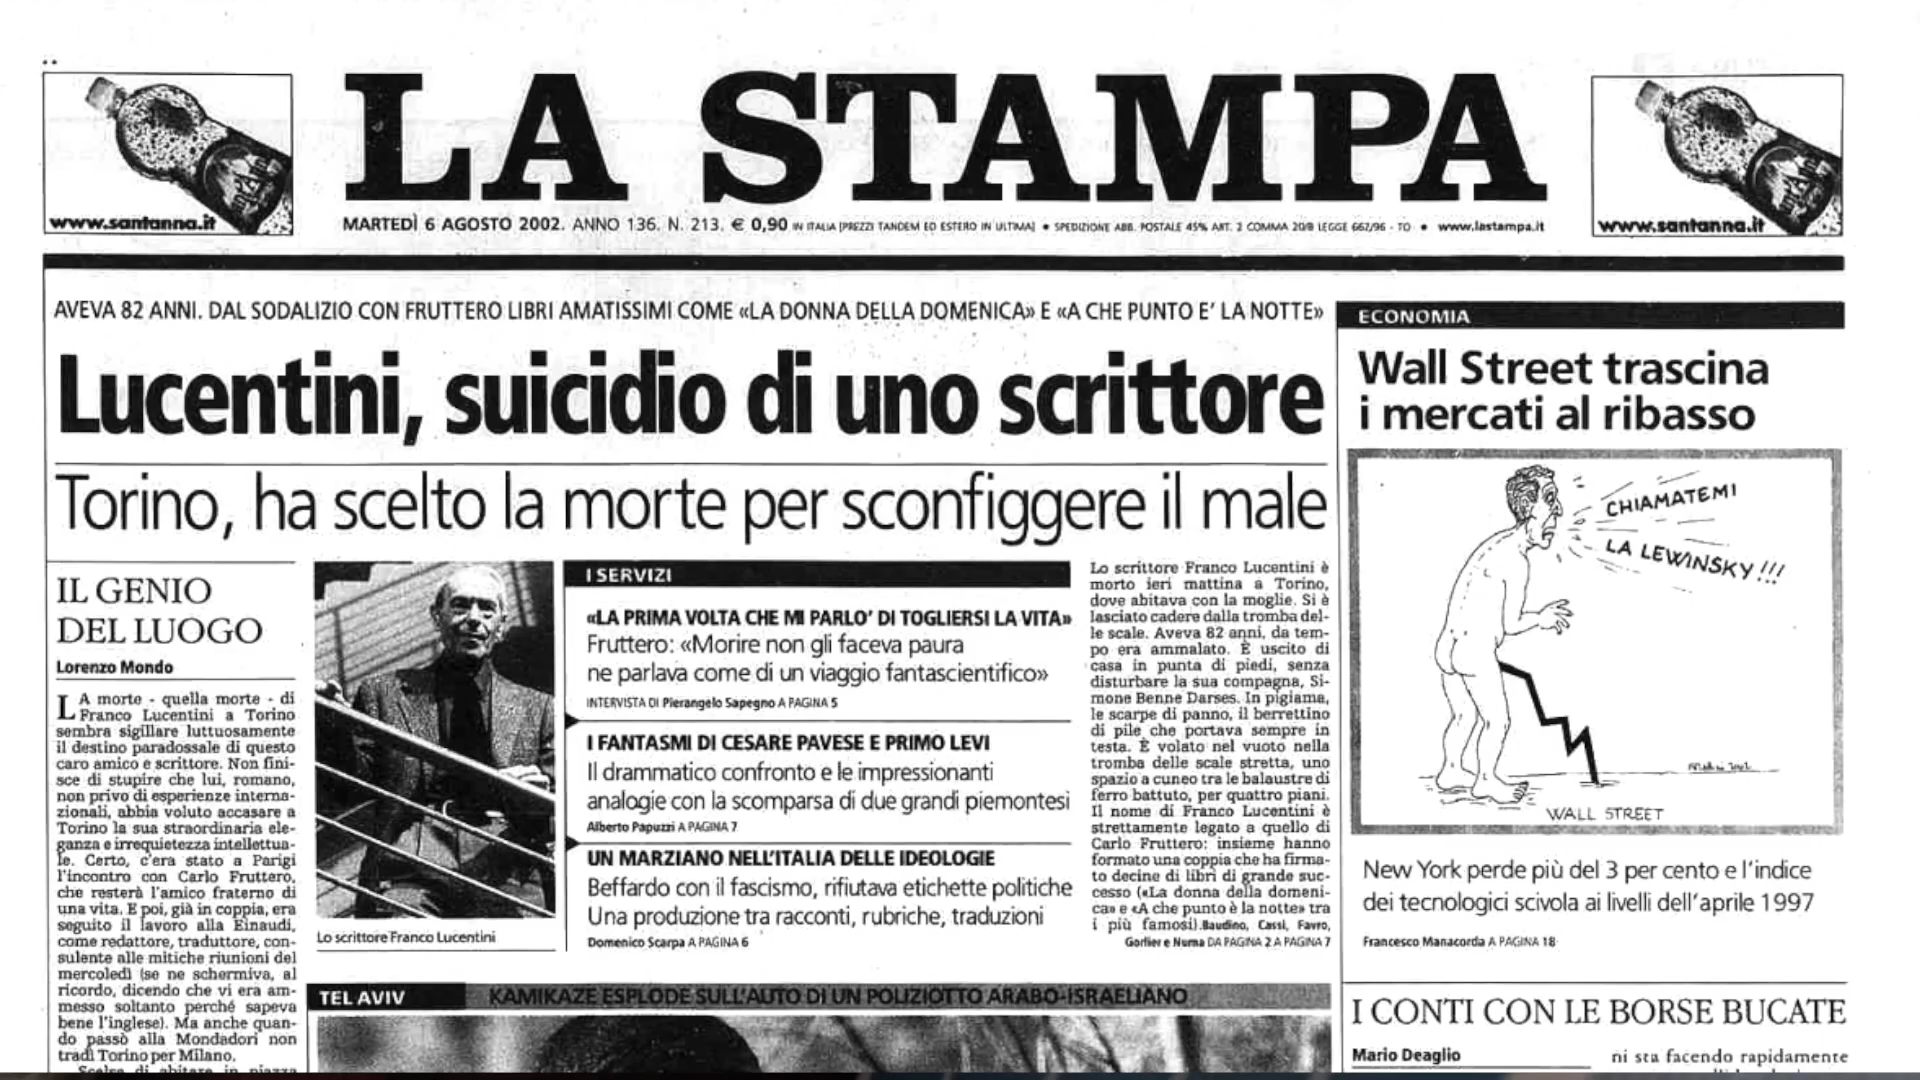 LA STAMPA
www.santanna.it
www.santanna.it
MARTEDÌ 6 AGOSTO 2002. ANNO 136. N. 213. € 0,90 IN ITALIA (PREZZI TANDEM ED ESTERO IN ULTIMA) • SPEDIZIONE ABB. POSTALE 45% ART. 2 COMMA 20/B LEGGE 662/96 - TO • www.lastampa.it
AVEVA 82 ANNI. DAL SODALIZIO CON FRUTTERO LIBRI AMATISSIMI COME «LA DONNA DELLA DOMENICA» E «A CHE PUNTO E' LA NOTTE»
Lucentini, suicidio di uno scrittore
Torino, ha scelto la morte per sconfiggere il male
IL GENIO
DEL LUOGO
Lorenzo Mondo
LA morte - quella morte - di
Franco Lucentini a Torino
sembra sigillare luttuosamente
il destino paradossale di questo
caro amico e scrittore. Non fini-
sce di stupire che lui, romano,
non privo di esperienze interna-
zionali, abbia voluto accasare a
Torino la sua straordinaria ele-
ganza e irrequietezza intellettua-
le. Certo, c'era stato a Parigi
l'incontro con Carlo Fruttero,
che resterà l'amico fraterno di
una vita. E poi, già in coppia, era
seguito il lavoro alla Einaudi,
come redattore, traduttore, con-
sulente alle mitiche riunioni del
mercoledì (se ne schermiva, al
ricordo, dicendo che vi era am-
messo soltanto perché sapeva
bene l'inglese). Ma anche quan-
do passò alla Mondadori non
tradì Torino per Milano.
Scelse di abitare in piazza
Lo scrittore Franco Lucentini
I SERVIZI
«LA PRIMA VOLTA CHE MI PARLO' DI TOGLIERSI LA VITA»
Fruttero: «Morire non gli faceva paura
ne parlava come di un viaggio fantascientifico»
INTERVISTA DI Pierangelo Sapegno A PAGINA 5
I FANTASMI DI CESARE PAVESE E PRIMO LEVI
Il drammatico confronto e le impressionanti
analogie con la scomparsa di due grandi piemontesi
Alberto Papuzzi A PAGINA 7
UN MARZIANO NELL'ITALIA DELLE IDEOLOGIE
Beffardo con il fascismo, rifiutava etichette politiche
Una produzione tra racconti, rubriche, traduzioni
Domenico Scarpa A PAGINA 6
Lo scrittore Franco Lucentini è
morto ieri mattina a Torino,
dove abitava con la moglie. Si è
lasciato cadere dalla tromba del-
le scale. Aveva 82 anni, da tem-
po era ammalato. È uscito di
casa in punta di piedi, senza
disturbare la sua compagna, Si-
mone Benne Darses. In pigiama,
le scarpe di panno, il berrettino
di pile che portava sempre in
testa. È volato nel vuoto nella
tromba delle scale stretta, uno
spazio a cuneo tra le balaustre di
ferro battuto, per quattro piani.
Il nome di Franco Lucentini è
strettamente legato a quello di
Carlo Fruttero: insieme hanno
formato una coppia che ha firma-
to decine di libri di grande suc-
cesso («La donna della domeni-
ca» e «A che punto è la notte» tra
i più famosi). Baudino, Cassi, Favro,
Gorlier e Numa DA PAGINA 2 A PAGINA 7
TEL AVIV
KAMIKAZE ESPLODE SULL'AUTO DI UN POLIZIOTTO ARABO-ISRAELIANO
ECONOMIA
Wall Street trascina
i mercati al ribasso
CHIAMATEMI
LA LEWINSKY!!!
WALL STREET
New York perde più del 3 per cento e l'indice
dei tecnologici scivola ai livelli dell'aprile 1997
Francesco Manacorda A PAGINA 18
I CONTI CON LE BORSE BUCATE
Mario Deaglio
ni sta facendo rapidamente